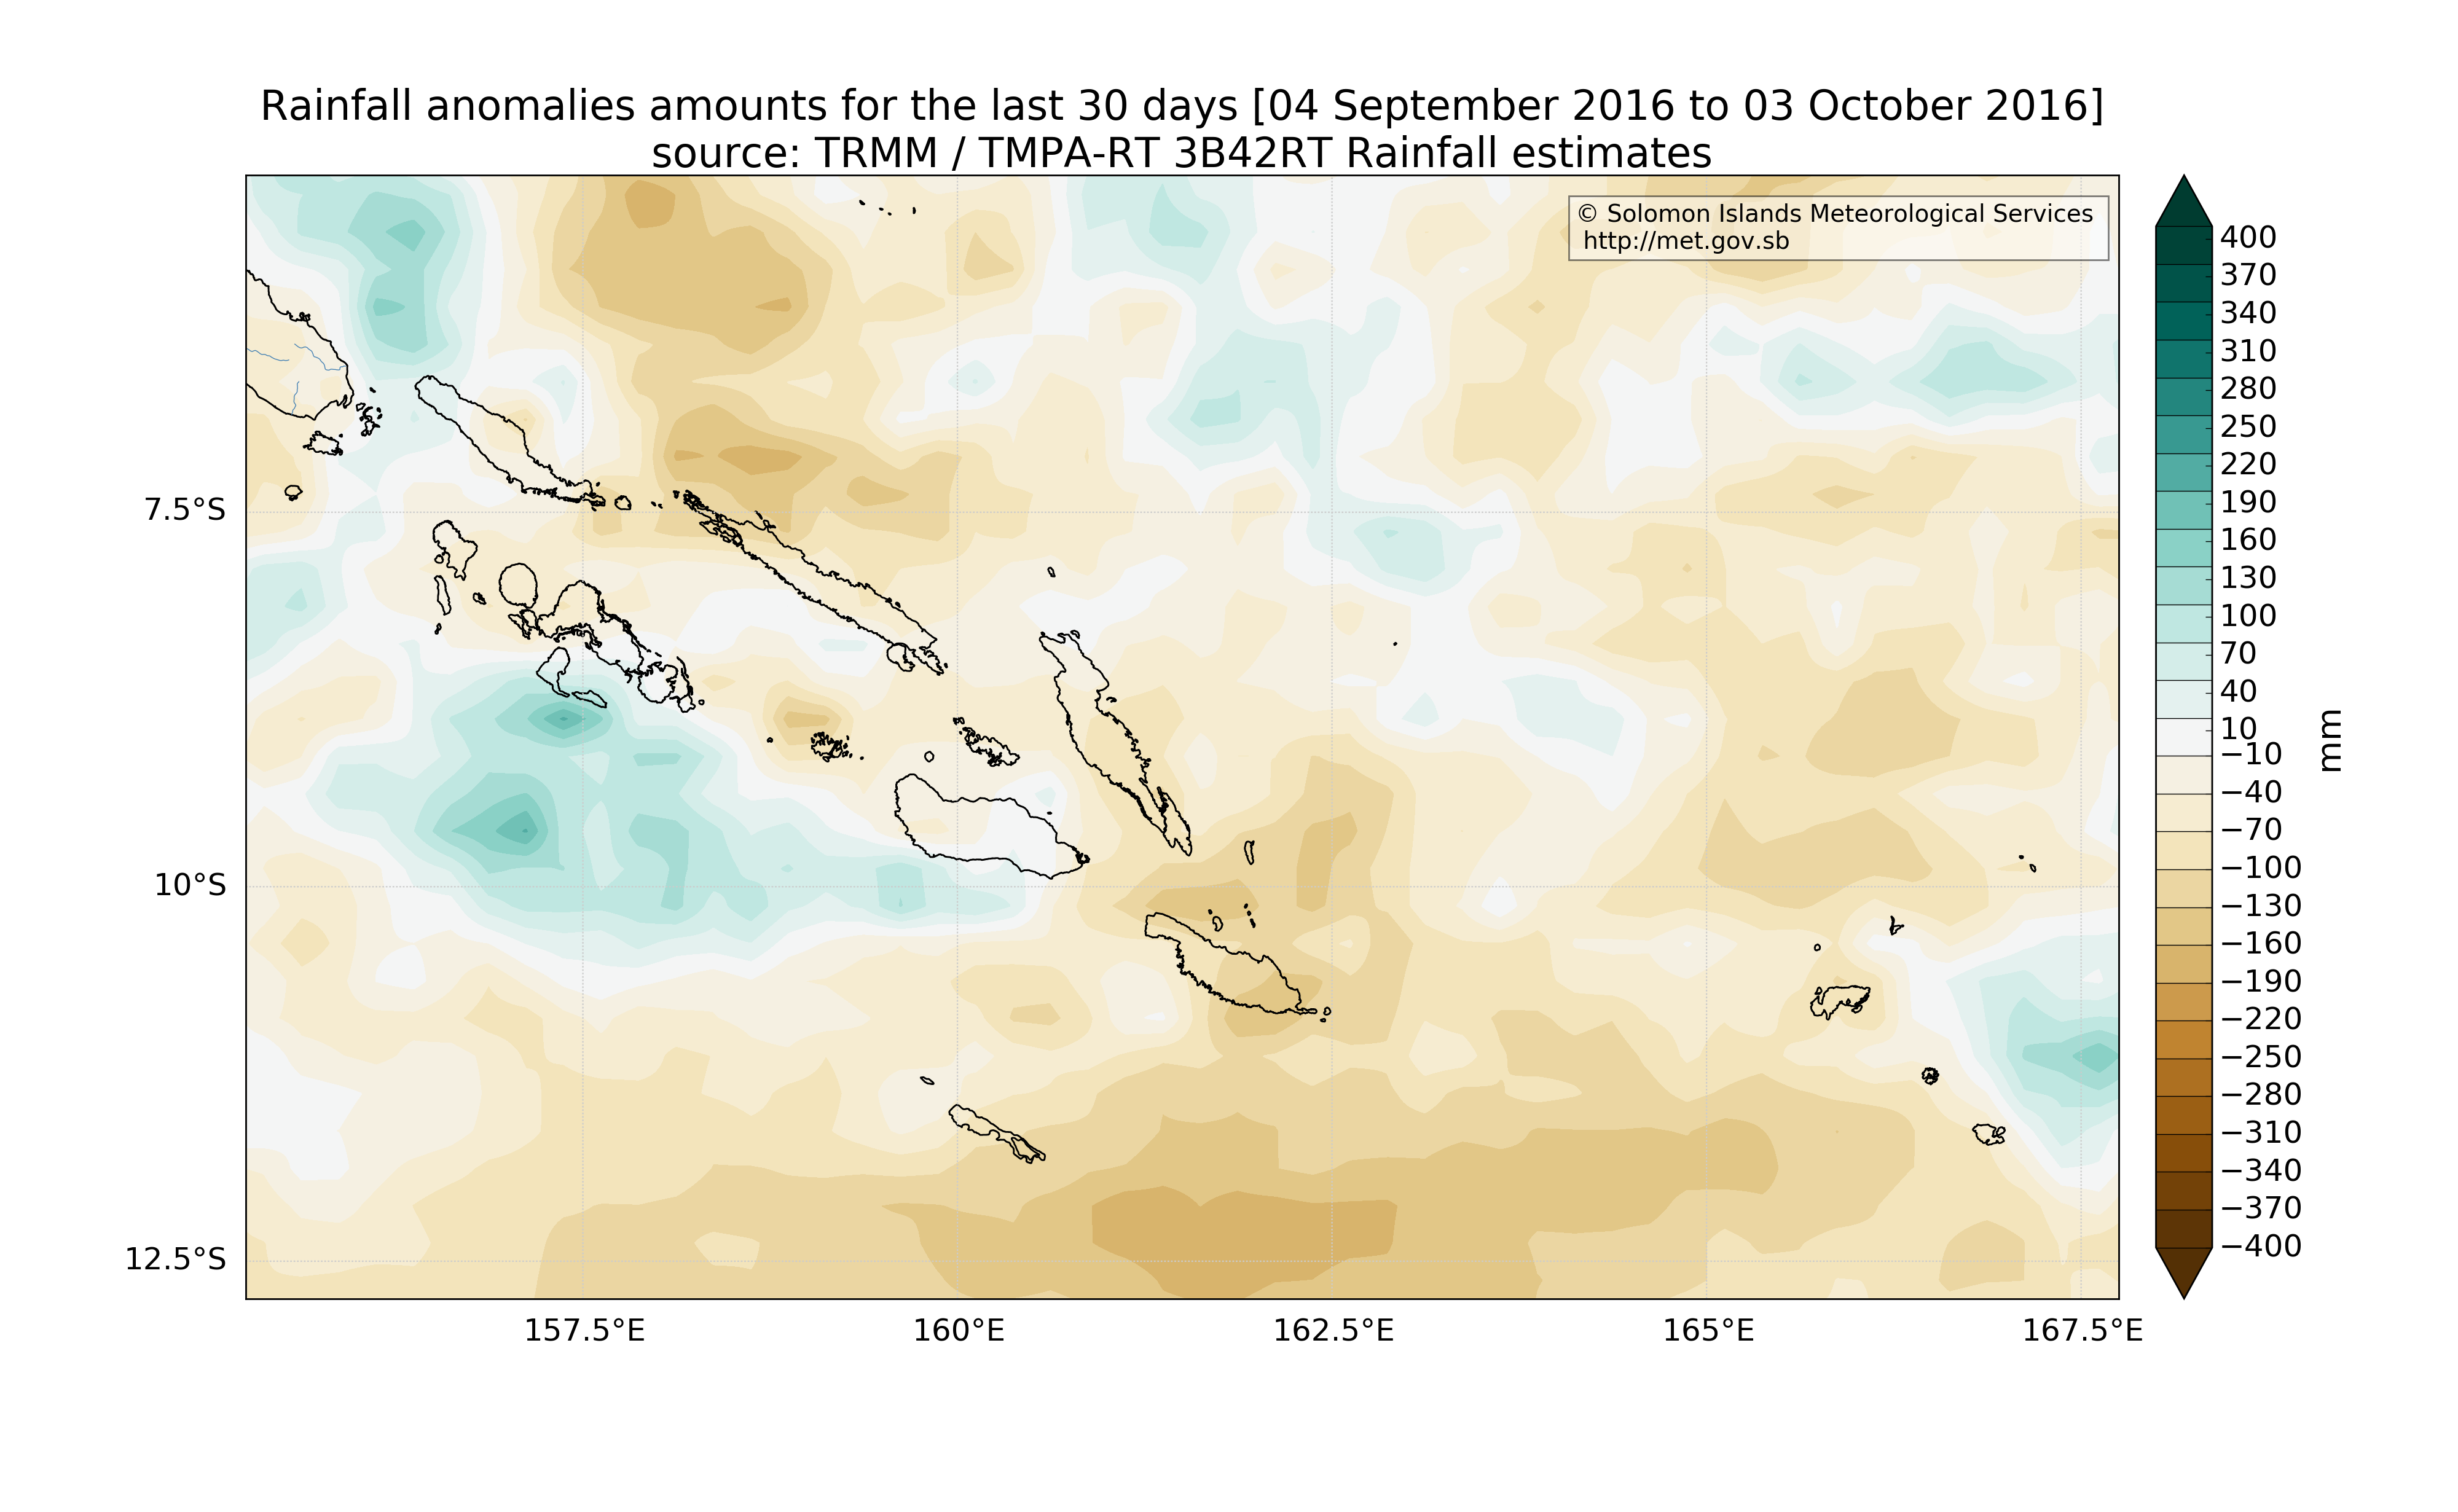 Rainfall anomalies amounts for the last 30 days [04 September 2016 to 03 October 2016]
source: TRMM / TMPA-RT 3B42RT Rainfall estimates
© Solomon Islands Meteorological Services
http://met.gov.sb
7.5°S
10°S
12.5°S
157.5°E
160°E
162.5°E
165°E
167.5°E
400
370
340
310
280
250
220
190
160
130
100
70
40
10
−10
−40
−70
−100
−130
−160
−190
−220
−250
−280
−310
−340
−370
−400
mm